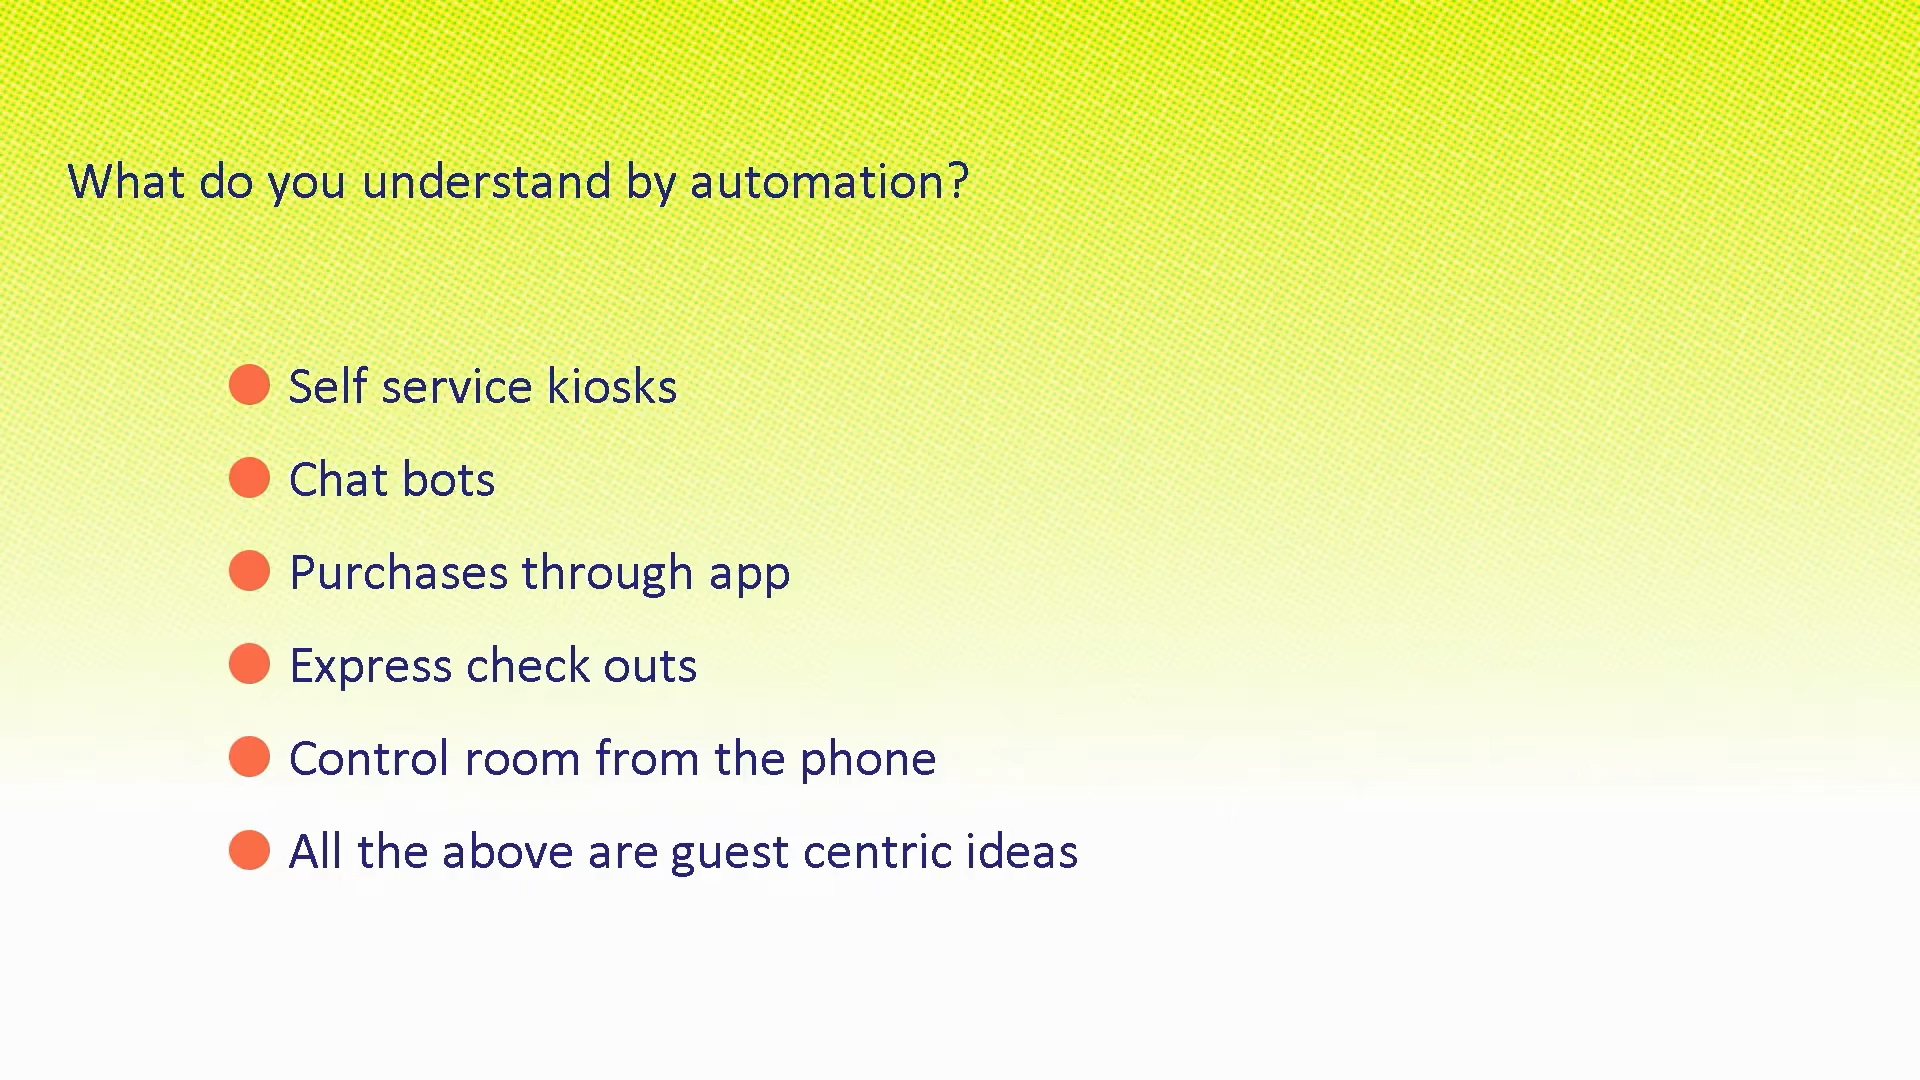 What do you understand by automation?
Self service kiosks
Chat bots
Purchases through app
Express check outs
Control room from the phone
All the above are guest centric ideas